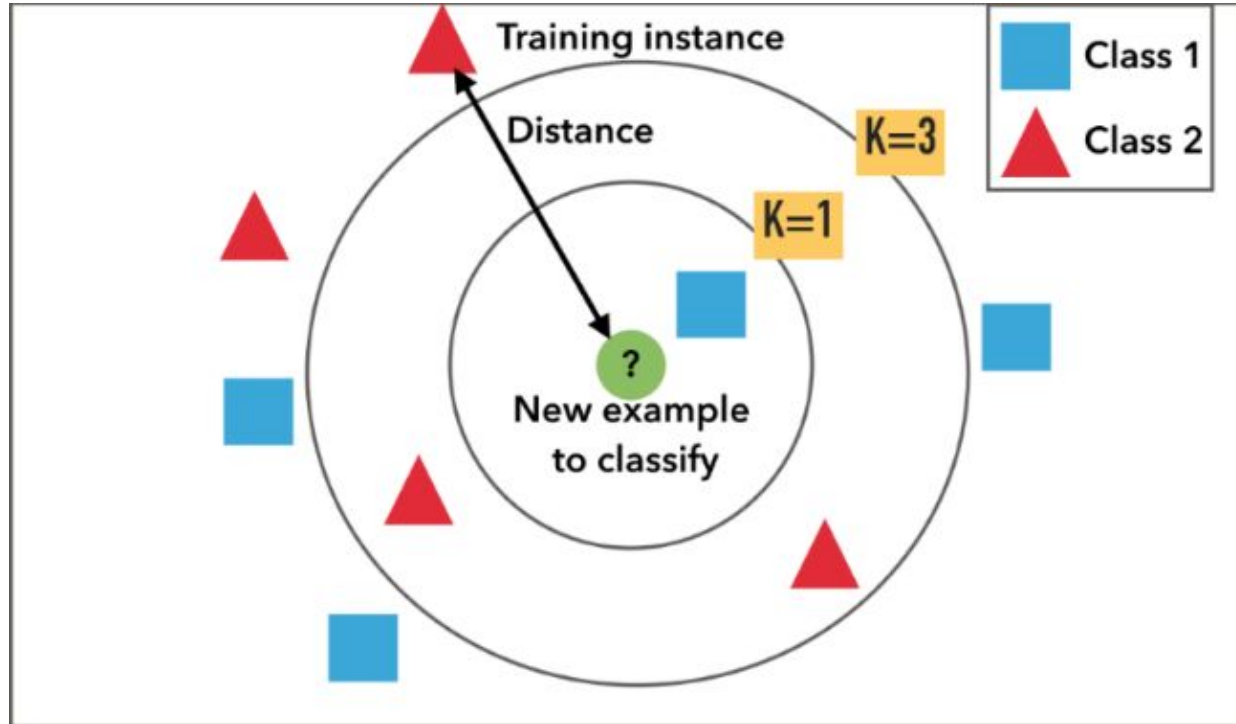 Training instance
Distance
K=3
K=1
Class 1
Class 2
?
New example
to classify